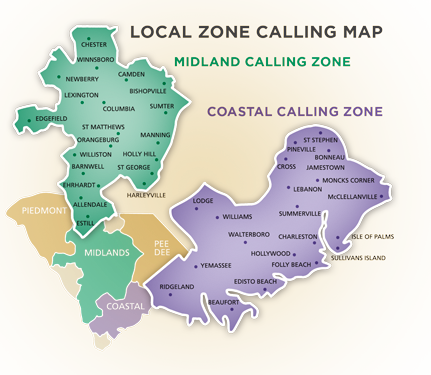 LOCAL ZONE CALLING MAP
MIDLAND CALLING ZONE
COASTAL CALLING ZONE
CHESTER
WINNSBORO
NEWBERRY
CAMDEN
BISHOPVILLE
LEXINGTON
COLUMBIA
SUMTER
EDGEFIELD
ST MATTHEWS
ORANGEBURG
MANNING
WILLISTON
HOLLY HILL
BARNWELL
ST GEORGE
EHRHARDT
HARLEYVILLE
ALLENDALE
ESTILL
PIEDMONT
MIDLANDS
PEE
DEE
COASTAL
ST STEPHEN
PINEVILLE
BONNEAU
CROSS
JAMESTOWN
MONCKS CORNER
LEBANON
McCLELLANVILLE
LODGE
WILLIAMS
SUMMERVILLE
WALTERBORO
CHARLESTON
ISLE OF PALMS
HOLLYWOOD
SULLIVANS ISLAND
YEMASSEE
FOLLY BEACH
RIDGELAND
EDISTO BEACH
BEAUFORT